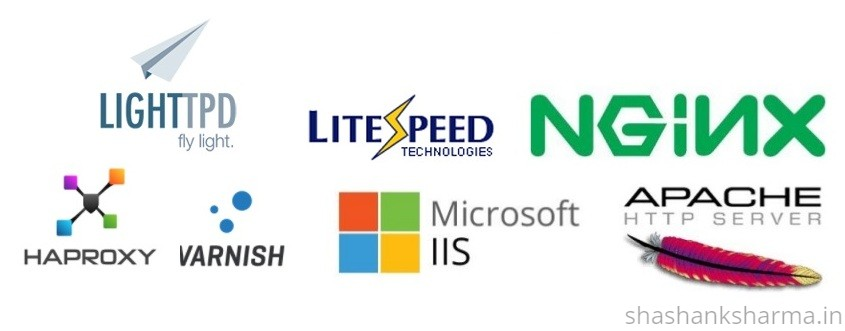 LIGHTTPD
fly light.
LITESPEED
TECHNOLOGIES
NGiNX
HAPROXY
VARNISH
Microsoft
IIS
APACHE
HTTP SERVER
shashanksharma.in